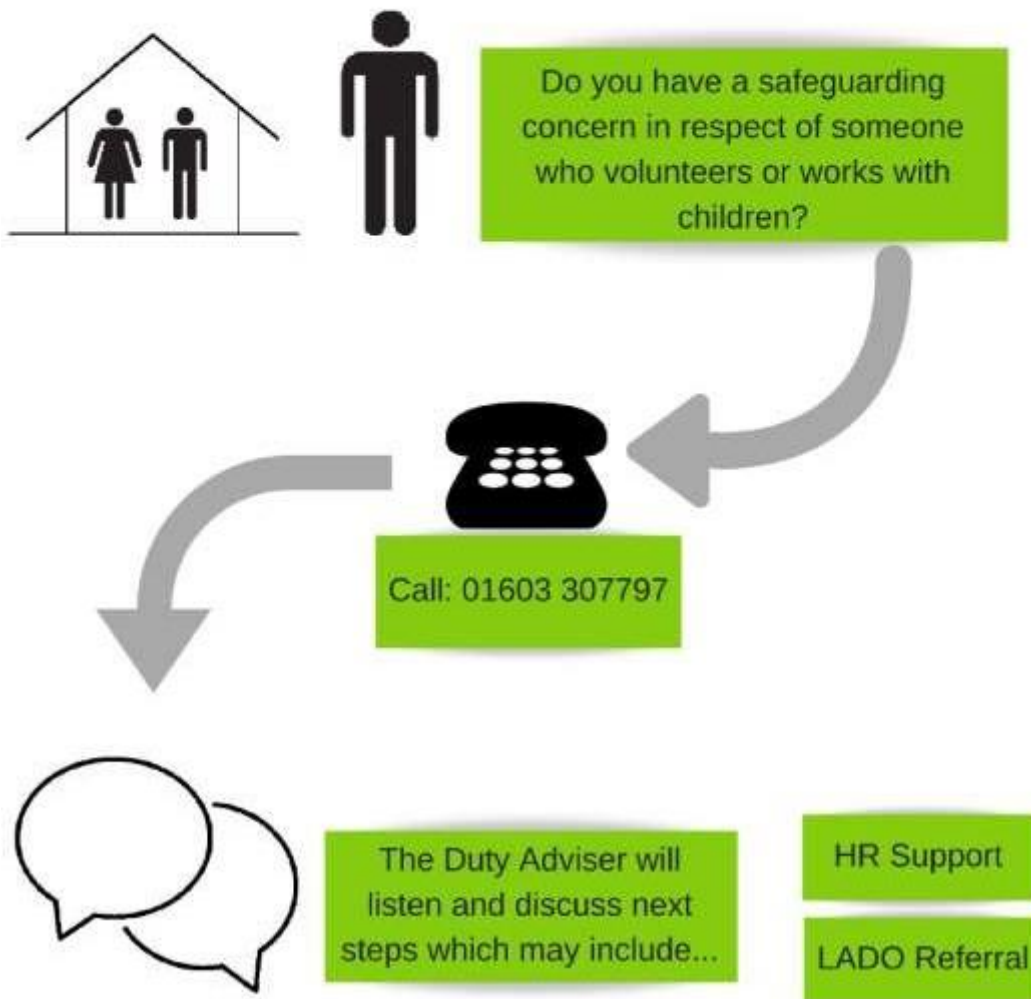 Do you have a safeguarding
concern in respect of someone
who volunteers or works with
children?
Call: 01603 307797
The Duty Adviser will
listen and discuss next
steps which may include...
HR Support
LADO Referral